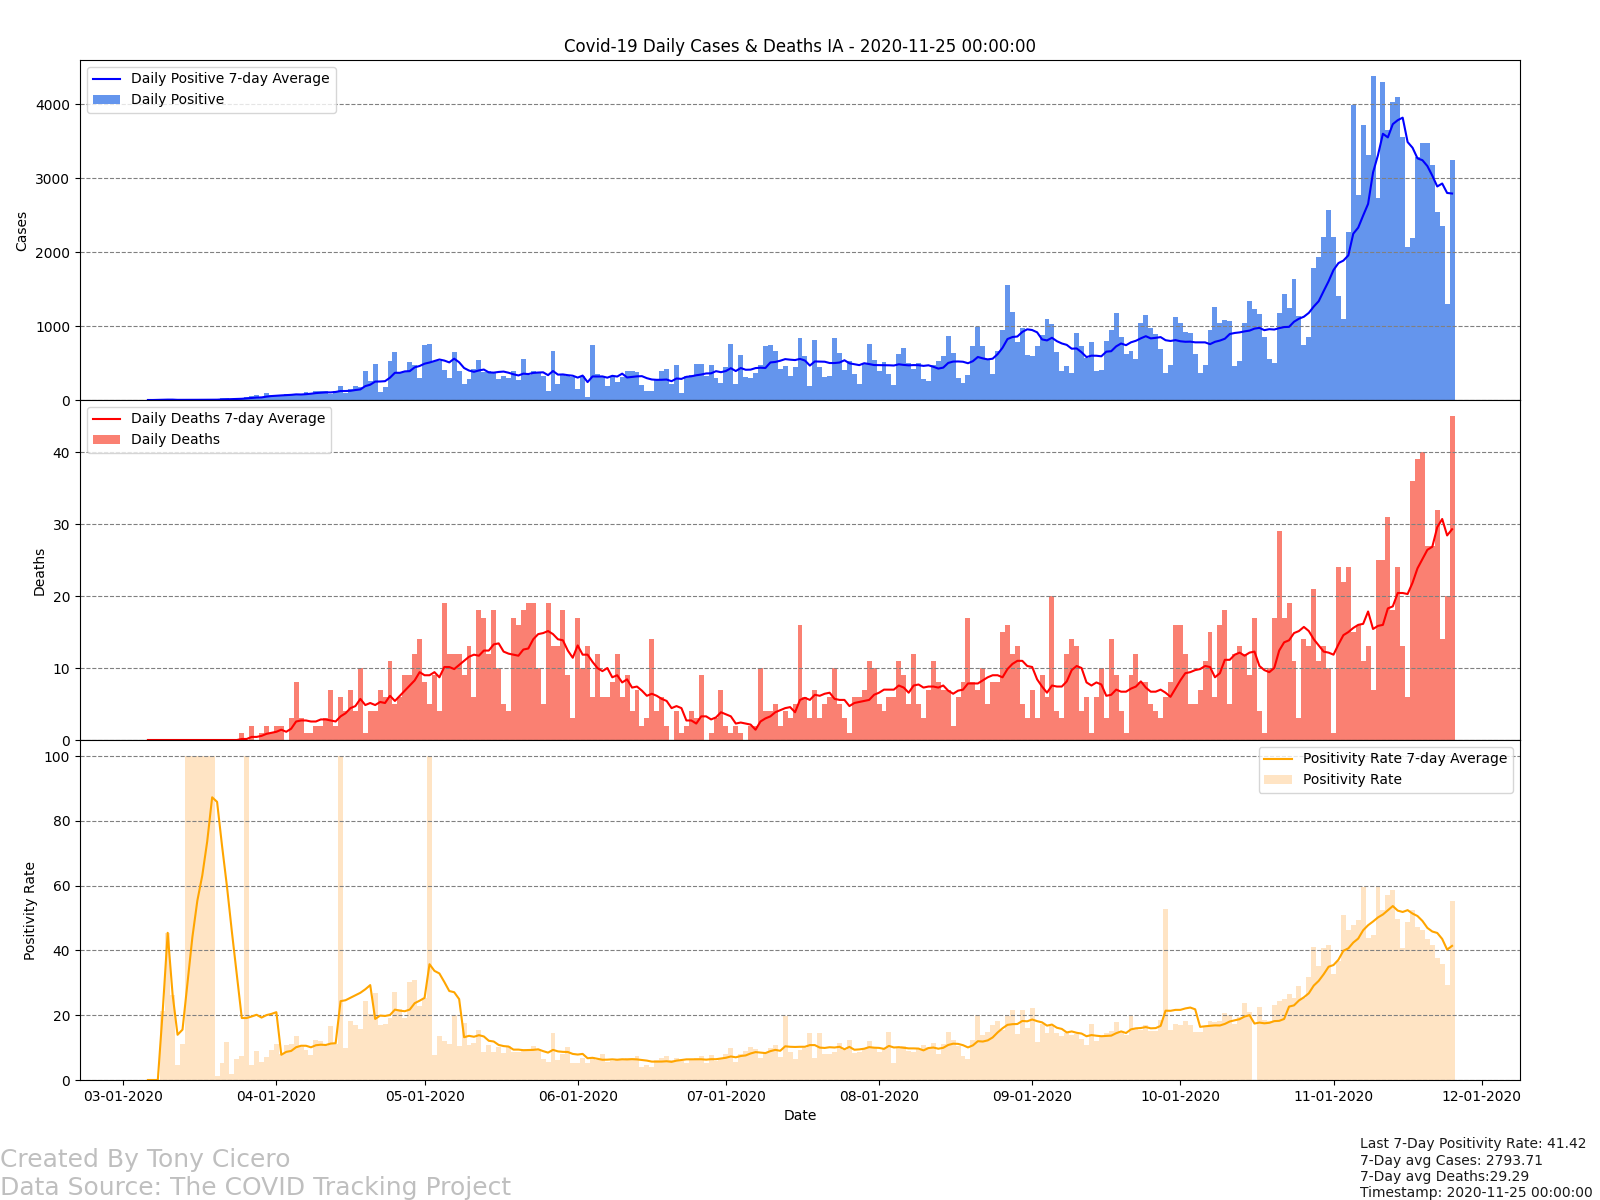 Covid-19 Daily Cases & Deaths IA - 2020-11-25 00:00:00
Daily Positive 7-day Average
Daily Positive
4000
3000
2000
1000
0
Cases
Daily Deaths 7-day Average
Daily Deaths
40
30
20
10
0
Deaths
Positivity Rate 7-day Average
Positivity Rate
100
80
60
40
20
0
Positivity Rate
03-01-2020 04-01-2020 05-01-2020 06-01-2020 07-01-2020 08-01-2020 09-01-2020 10-01-2020 11-01-2020 12-01-2020
Date
Created By Tony Cicero
Data Source: The COVID Tracking Project
Last 7-Day Positivity Rate: 41.42
7-Day avg Cases: 2793.71
7-Day avg Deaths:29.29
Timestamp: 2020-11-25 00:00:00